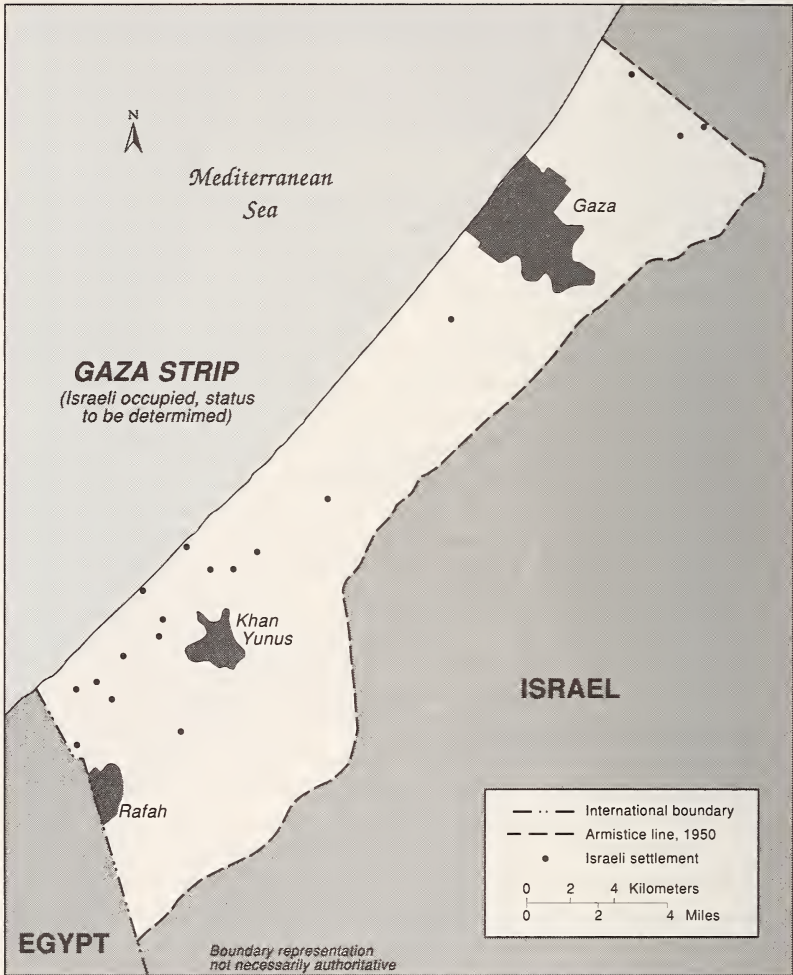 N
Mediterranean
Sea
Gaza
GAZA STRIP
(Israeli occupied, status
to be determimed)
Khan
Yunus
ISRAEL
Rafah
International boundary
Armistice line, 1950
Israeli settlement
0 2 4 Kilometers
0 2 4 Miles
EGYPT
Boundary representation
not necessarily authoritative